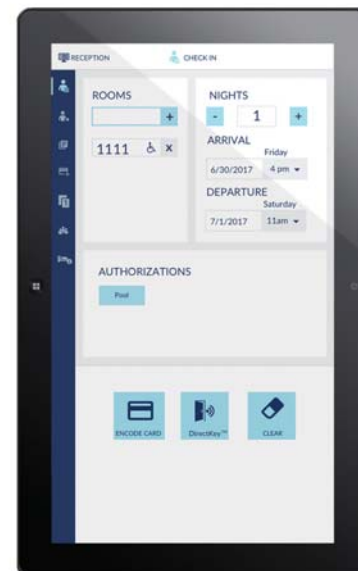 RECEPTION
CHECK IN
ROOMS
+
1111 X
NIGHTS
- 1 +
ARRIVAL
Friday
6/30/2017 4 pm
DEPARTURE
Saturday
7/1/2017 11am
AUTHORIZATIONS
Pool
ENCODE CARD
DirectKey™
CLEAR